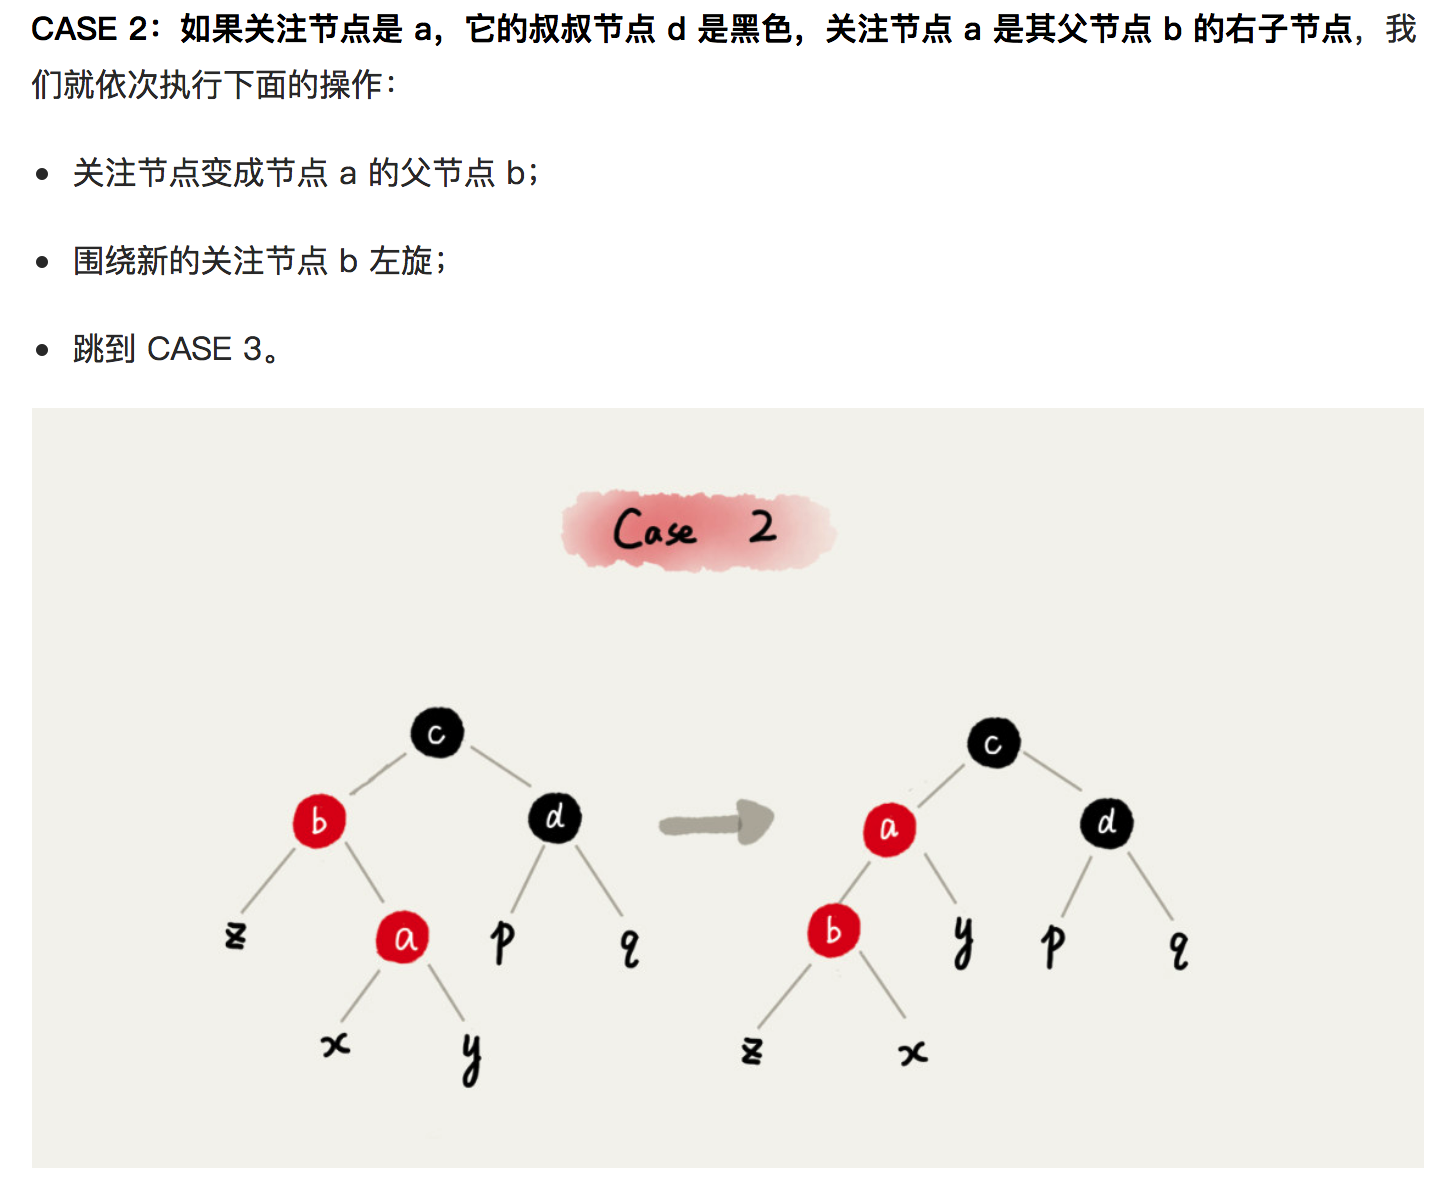 CASE 2：如果关注节点是 a，它的叔叔节点 d 是黑色，关注节点 a 是其父节点 b 的右子节点，我
们就依次执行下面的操作：
关注节点变成节点 a 的父节点 b；
围绕新的关注节点 b 左旋；
跳到 CASE 3。
Case 2
c c
b d a d
z a p q b y p q
x y z x